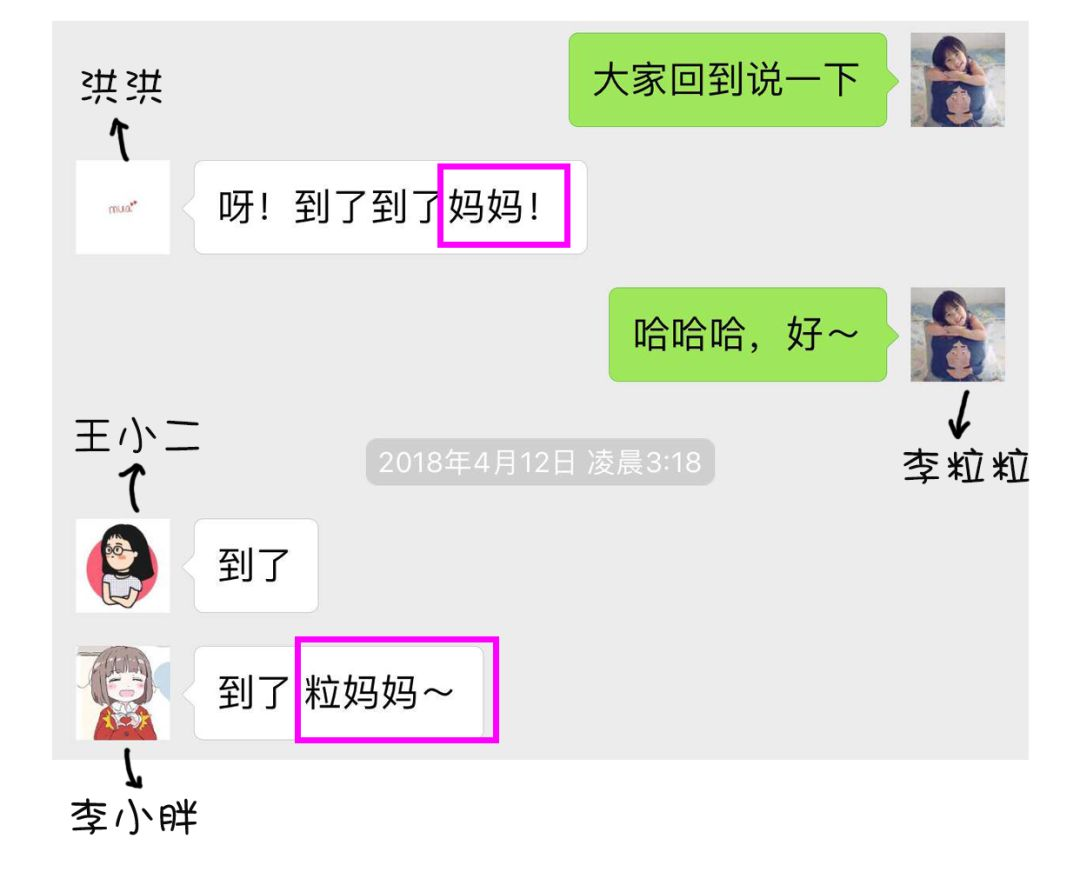 大家回到说一下
洪洪
mua
呀！到了到了妈妈！
哈哈哈，好～
王小二
2018年4月12日 凌晨3:18
李粒粒
到了
到了 粒妈妈～
李小胖